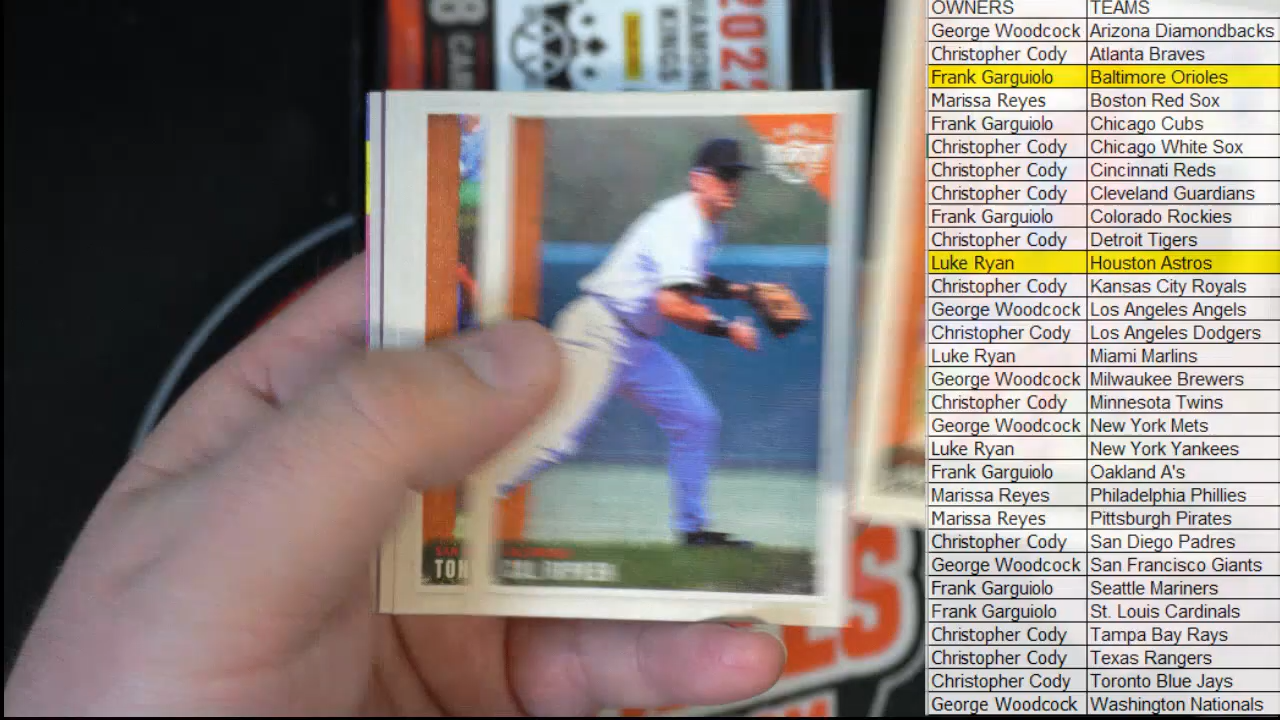 OWNERS TEAMS
George Woodcock Arizona Diamondbacks
Christopher Cody Atlanta Braves
Frank Garguiolo Baltimore Orioles
Marissa Reyes Boston Red Sox
Frank Garguiolo Chicago Cubs
Christopher Cody Chicago White Sox
Christopher Cody Cincinnati Reds
Christopher Cody Cleveland Guardians
Frank Garguiolo Colorado Rockies
Christopher Cody Detroit Tigers
Luke Ryan Houston Astros
Christopher Cody Kansas City Royals
George Woodcock Los Angeles Angels
Christopher Cody Los Angeles Dodgers
Luke Ryan Miami Marlins
George Woodcock Milwaukee Brewers
Christopher Cody Minnesota Twins
George Woodcock New York Mets
Luke Ryan New York Yankees
Frank Garguiolo Oakland A's
Marissa Reyes Philadelphia Phillies
Marissa Reyes Pittsburgh Pirates
Christopher Cody San Diego Padres
George Woodcock San Francisco Giants
Frank Garguiolo Seattle Mariners
Frank Garguiolo St. Louis Cardinals
Christopher Cody Tampa Bay Rays
Christopher Cody Texas Rangers
Christopher Cody Toronto Blue Jays
George Woodcock Washington Nationals
KINGS
202
SAN
TON